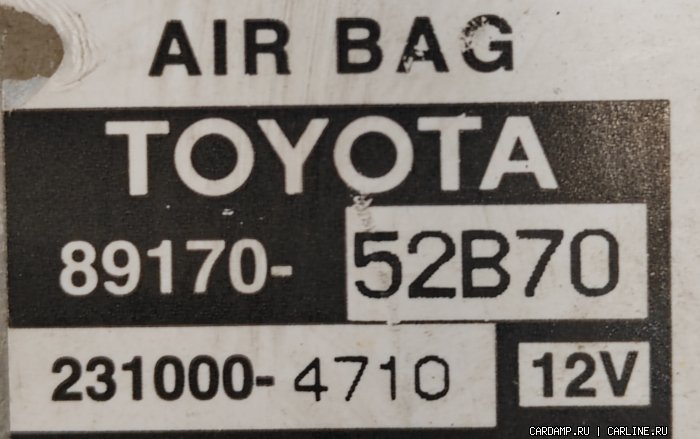 AIR BAG
TOYOTA
89170-52B70
231000-4710 12V
CARDAMP.RU | CARLINE.RU